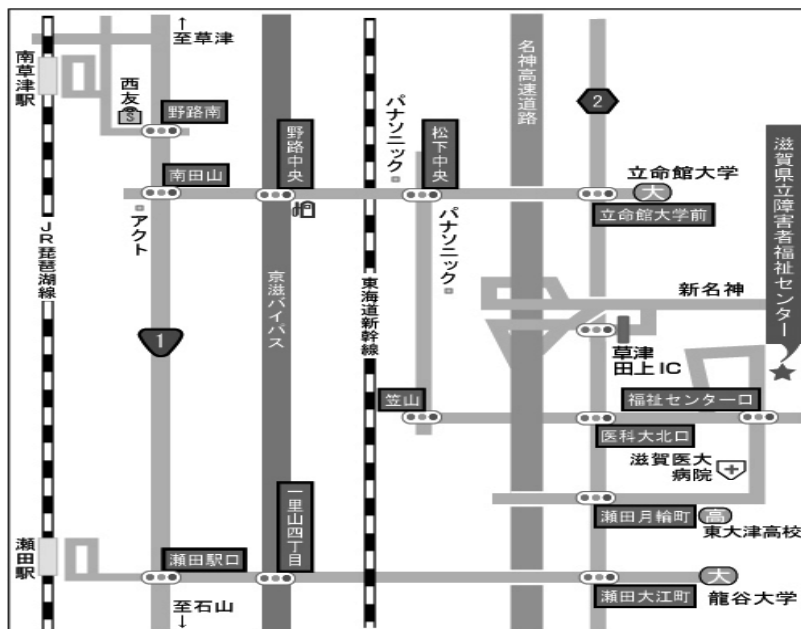 ↑
至草津
南草津駅
西友
S
野路南
南田山
アクト
野路中央
パナソニック
松下中央
パナソニック
名神高速道路
2
立命館大学
大
立命館大学前
滋賀県立障害者福祉センター
JR琵琶湖線
1
京滋バイパス
東海道新幹線
新名神
草津
田上IC
笠山
福祉センター口
医科大北口
滋賀医大
病院
瀬田月輪町
高
東大津高校
瀬田駅
瀬田駅口
一里山四丁目
瀬田大江町
大
龍谷大学
至石山
↓